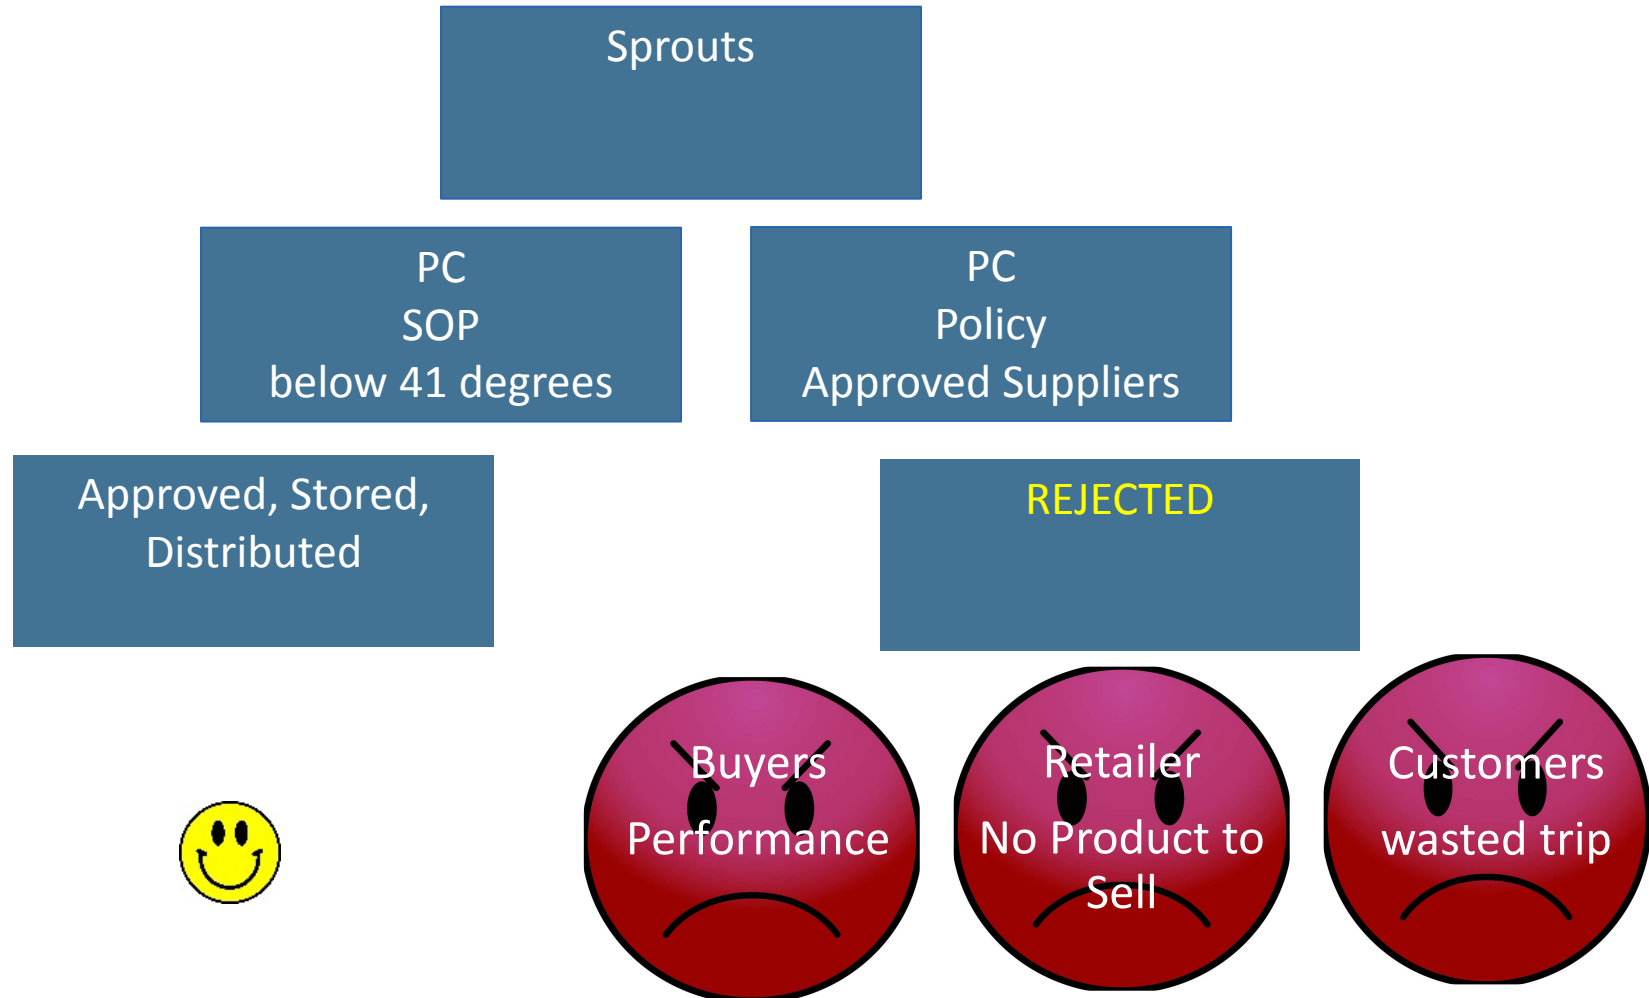 Sprouts
PC
SOP
below 41 degrees
PC
Policy
Approved Suppliers
Approved, Stored,
Distributed
REJECTED
Buyers
Performance
Retailer
No Product to
Sell
Customers
wasted trip